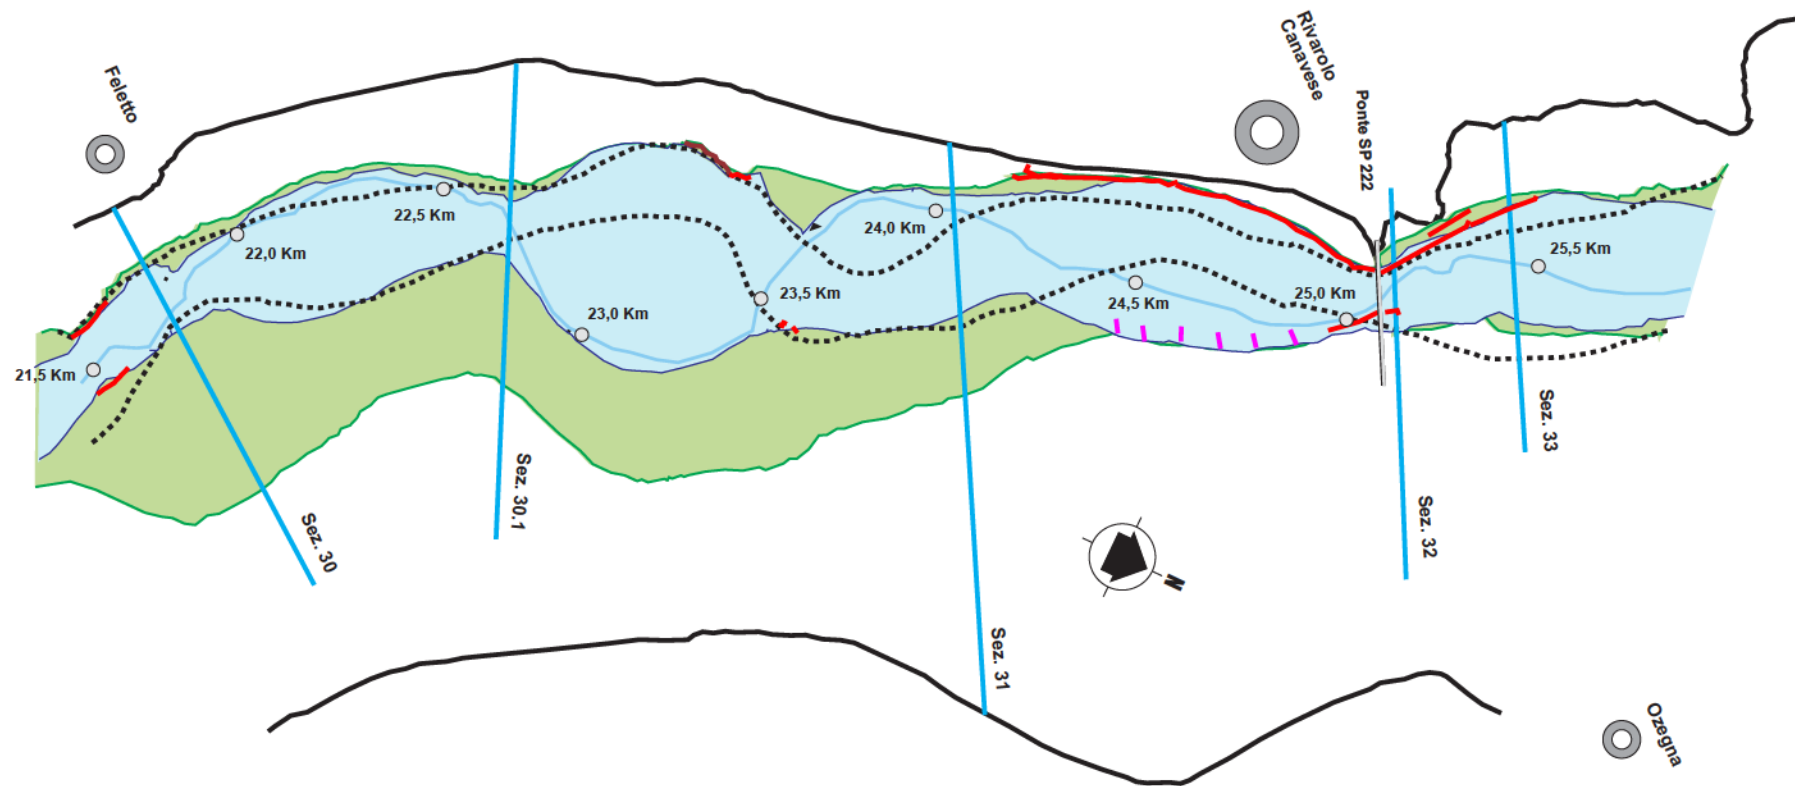 Feletto
Rivarolo
Canavese
Ponte SP 222
22,5 Km
24,0 Km
22,0 Km
25,5 Km
23,5 Km
25,0 Km
24,5 Km
23,0 Km
21,5 Km
Sez. 33
Sez. 30.1
Sez. 32
Sez. 30
N
Sez. 31
Ozegna